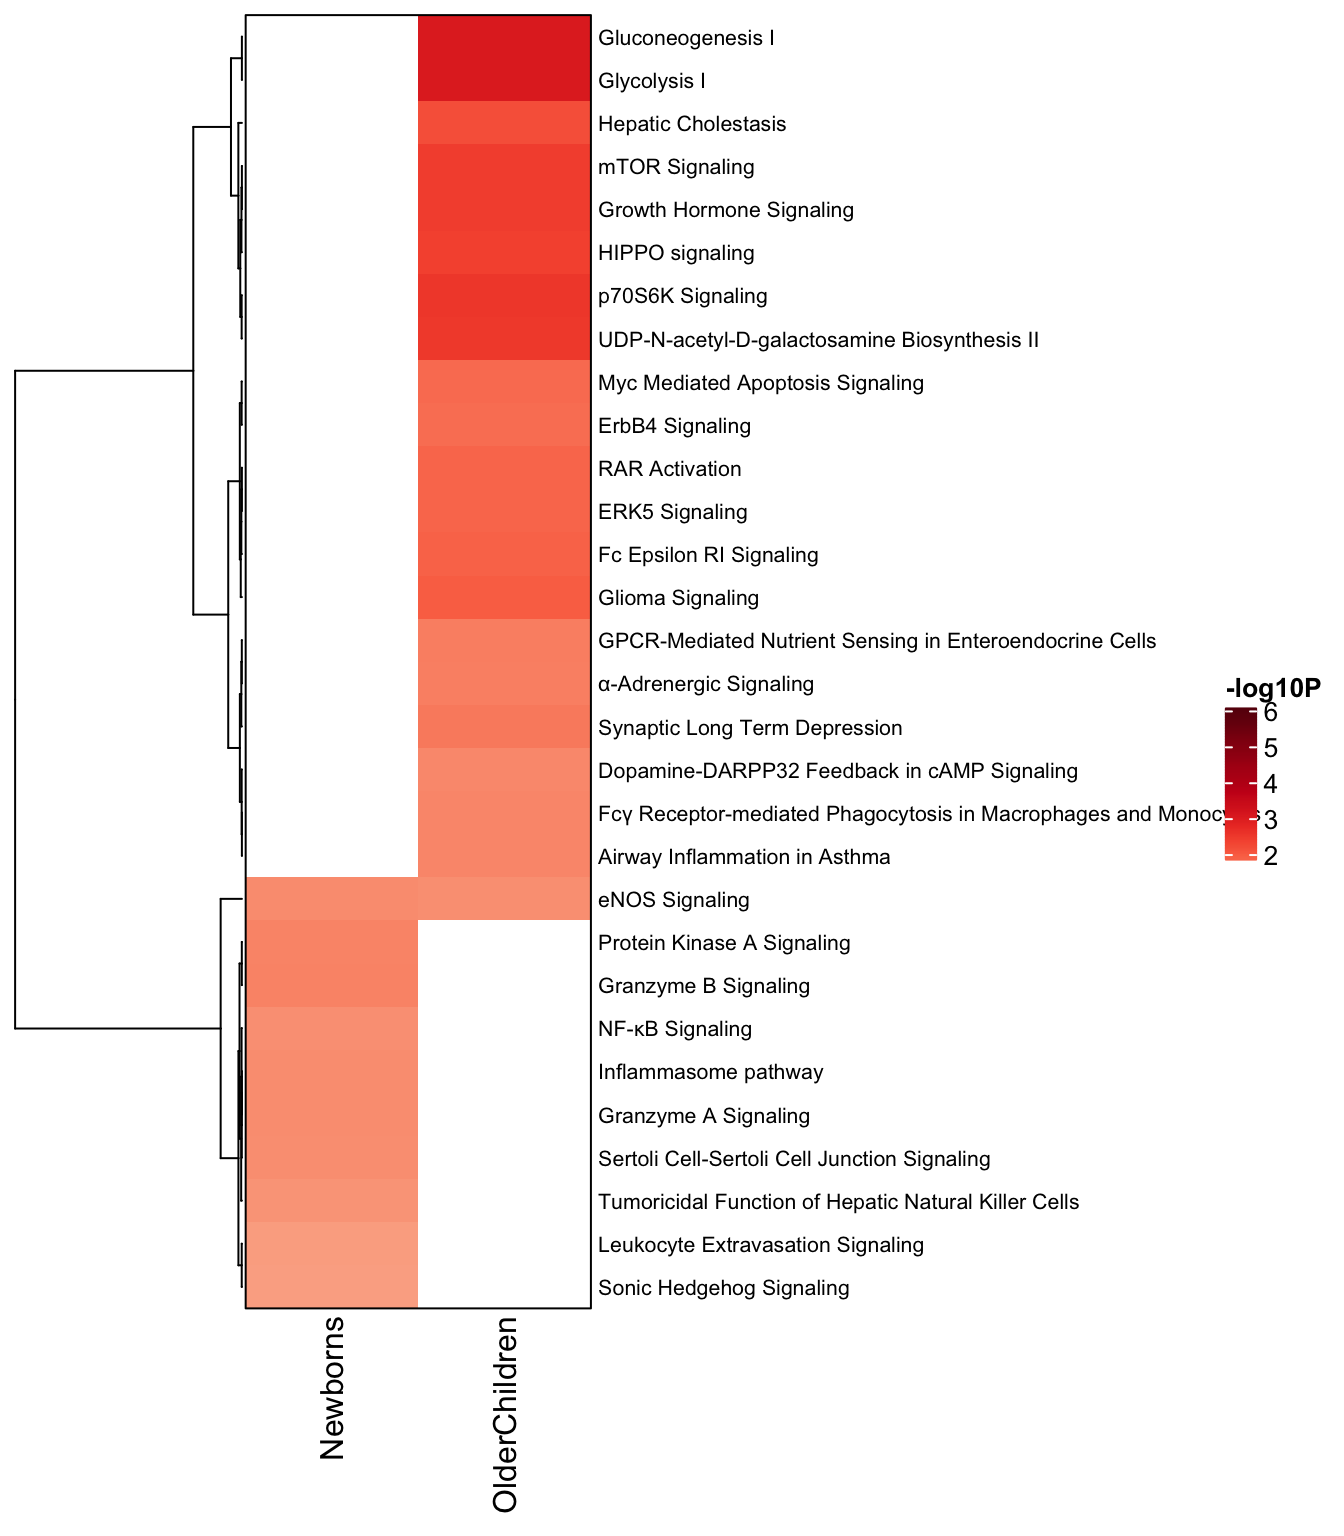 Gluconeogenesis I
Glycolysis I
Hepatic Cholestasis
mTOR Signaling
Growth Hormone Signaling
HIPPO signaling
p70S6K Signaling
UDP-N-acetyl-D-galactosamine Biosynthesis II
Myc Mediated Apoptosis Signaling
ErbB4 Signaling
RAR Activation
ERK5 Signaling
Fc Epsilon RI Signaling
Glioma Signaling
GPCR-Mediated Nutrient Sensing in Enteroendocrine Cells
α-Adrenergic Signaling
Synaptic Long Term Depression
Dopamine-DARPP32 Feedback in cAMP Signaling
Fcγ Receptor-mediated Phagocytosis in Macrophages and
Airway Inflammation in Asthma
eNOS Signaling
Protein Kinase A Signaling
Granzyme B Signaling
NF-κB Signaling
Inflammasome pathway
Granzyme A Signaling
Sertoli Cell-Sertoli Cell Junction Signaling
Tumoricidal Function of Hepatic Natural Killer Cells
Leukocyte Extravasation Signaling
Sonic Hedgehog Signaling
Newborns
OlderChildren
-log10P
6
5
4
3
2